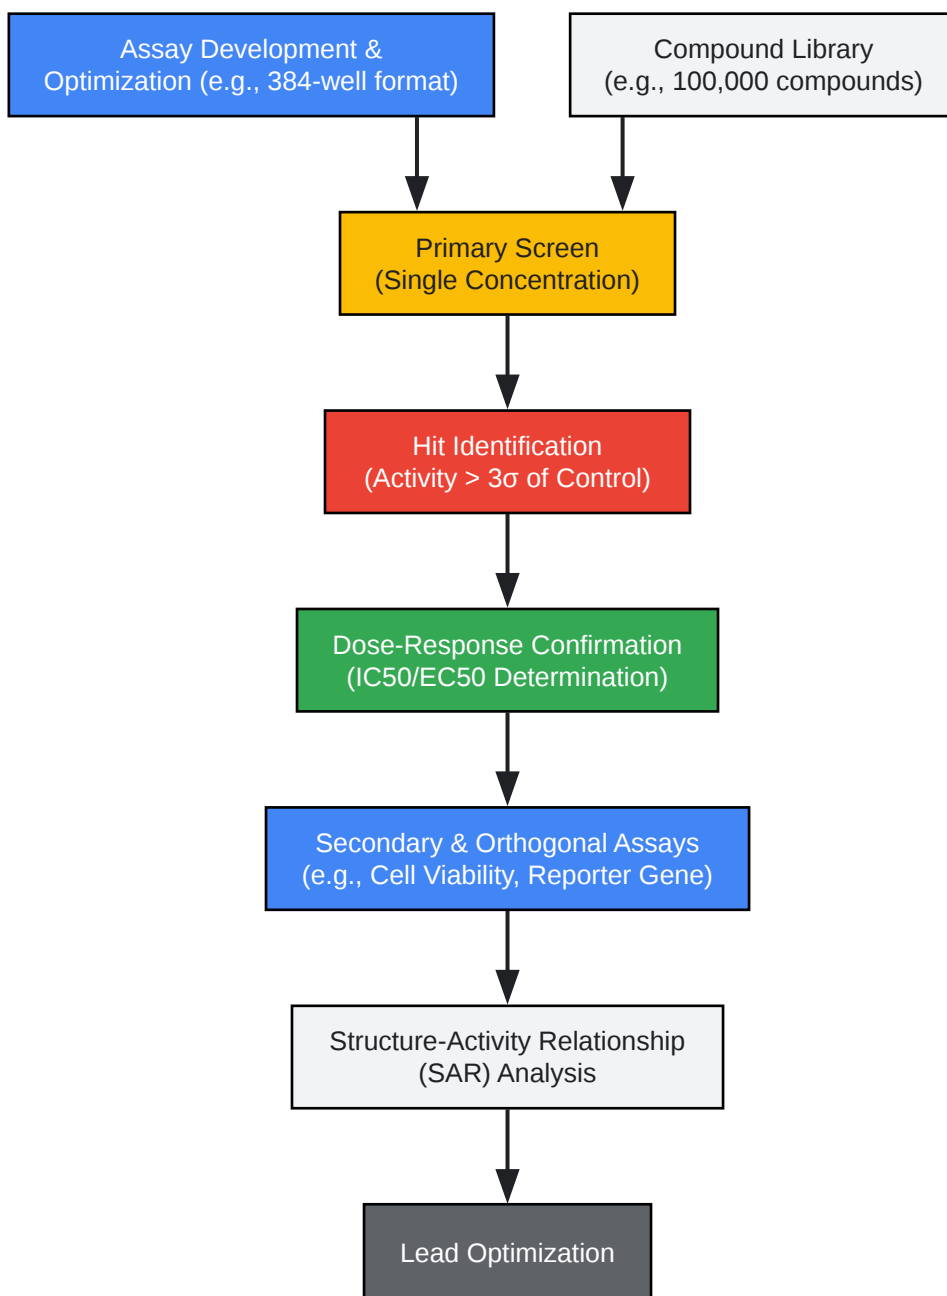 Assay Development &
Optimization (e.g., 384-well format)
Compound Library
(e.g., 100,000 compounds)
Primary Screen
(Single Concentration)
Hit Identification
(Activity > 3σ of Control)
Dose-Response Confirmation
(IC50/EC50 Determination)
Secondary & Orthogonal Assays
(e.g., Cell Viability, Reporter Gene)
Structure-Activity Relationship
(SAR) Analysis
Lead Optimization